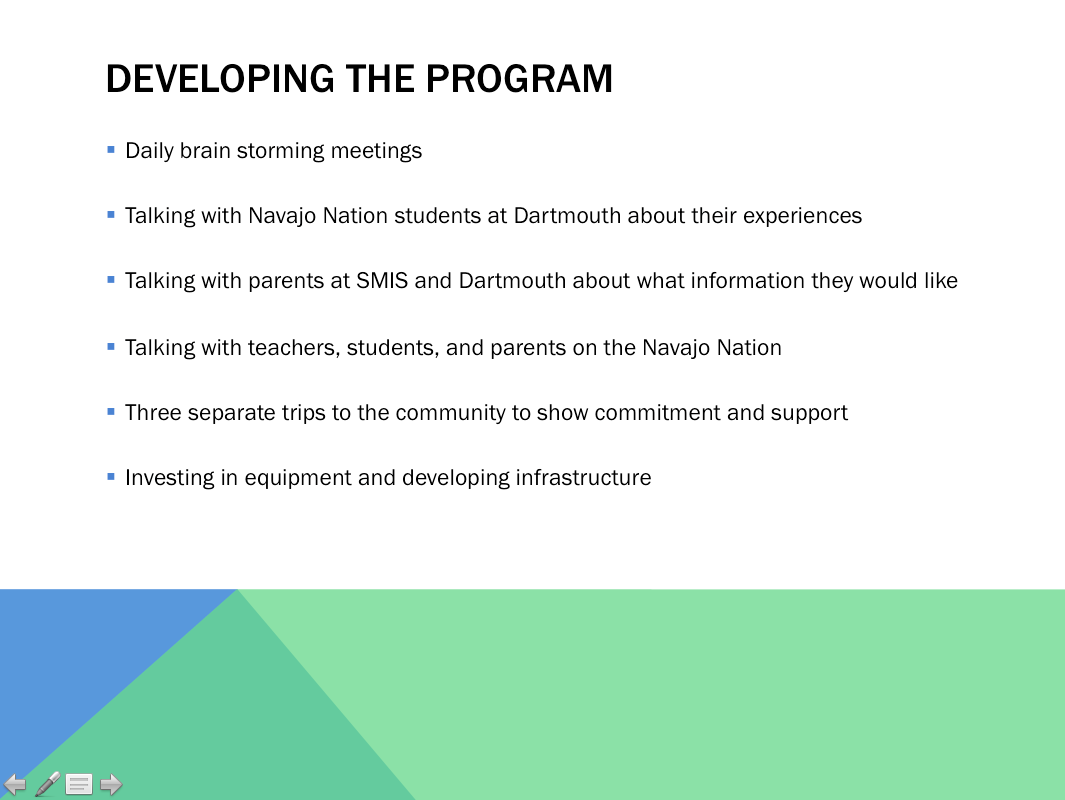 DEVELOPING THE PROGRAM
Daily brain storming meetings
Talking with Navajo Nation students at Dartmouth about their experiences
Talking with parents at SMIS and Dartmouth about what information they would like
Talking with teachers, students, and parents on the Navajo Nation
Three separate trips to the community to show commitment and support
Investing in equipment and developing infrastructure